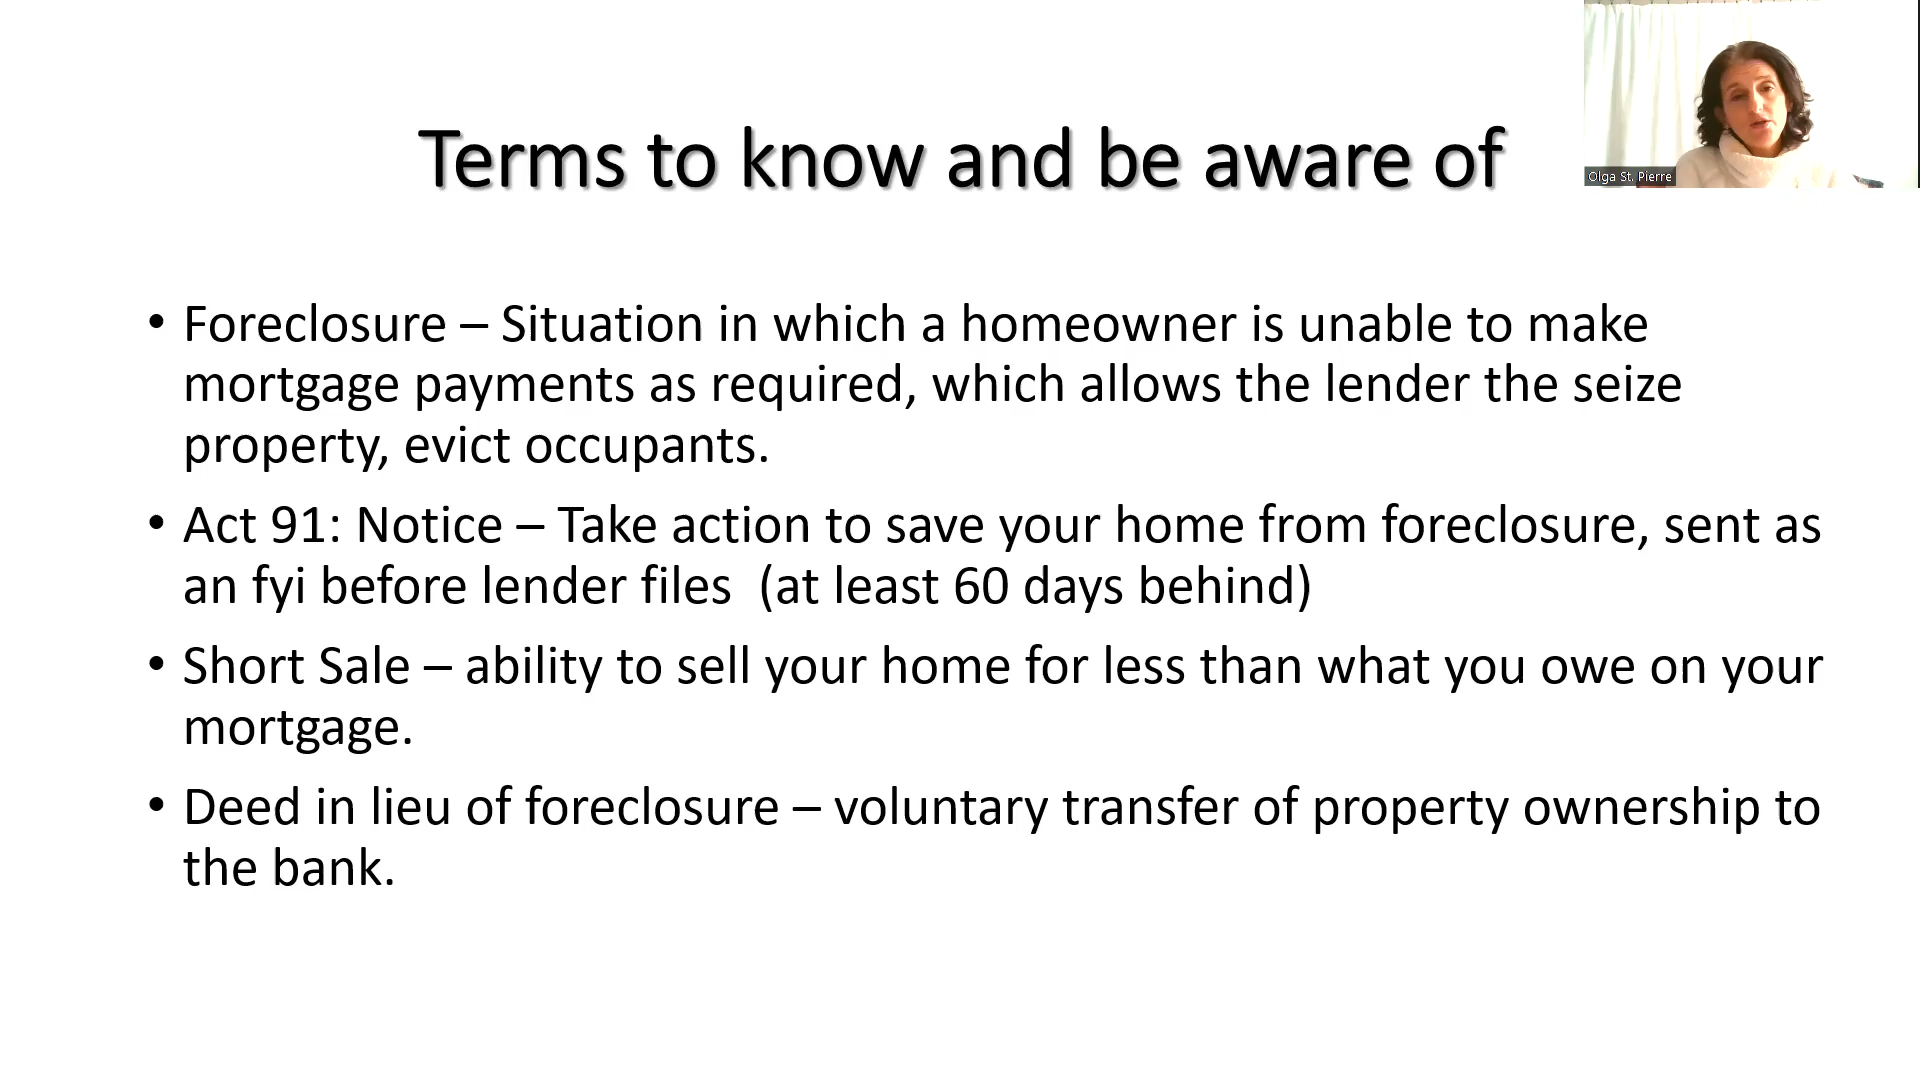 Terms to know and be aware of
Olga St. Pierre
• Foreclosure – Situation in which a homeowner is unable to make
mortgage payments as required, which allows the lender the seize
property, evict occupants.
• Act 91: Notice – Take action to save your home from foreclosure, sent as
an fyi before lender files  (at least 60 days behind)
• Short Sale – ability to sell your home for less than what you owe on your
mortgage.
• Deed in lieu of foreclosure – voluntary transfer of property ownership to
the bank.